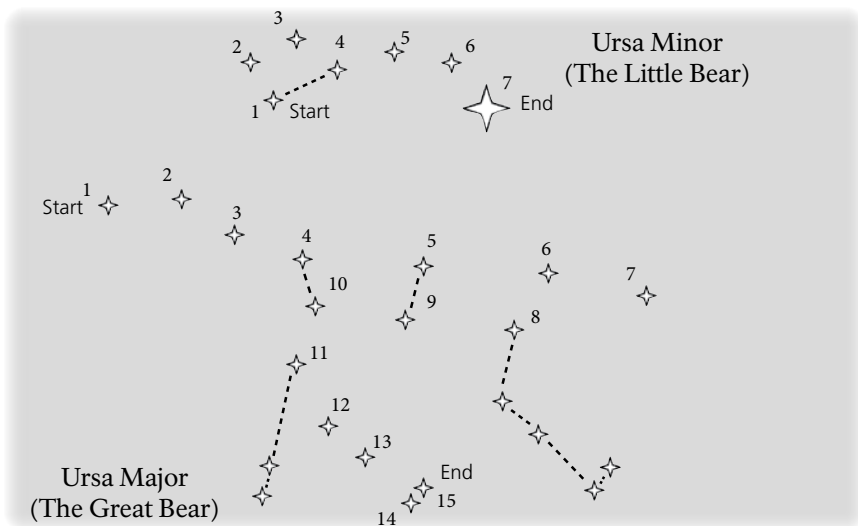 3
2
4
5
6
Ursa Minor
(The Little Bear)
7
1
Start
End
Start
1
2
3
4
5
6
7
10
9
8
11
12
13
End
15
14
Ursa Major
(The Great Bear)